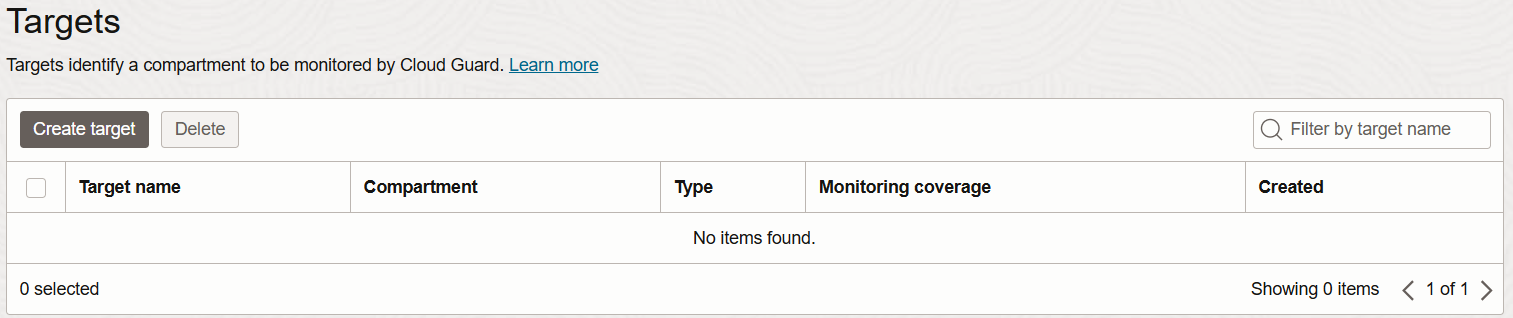 Targets
Targets identify a compartment to be monitored by Cloud Guard. Learn more
Create target Delete Filter by target name
Target name Compartment Type Monitoring coverage Created
No items found.
0 selected Showing 0 items 1 of 1